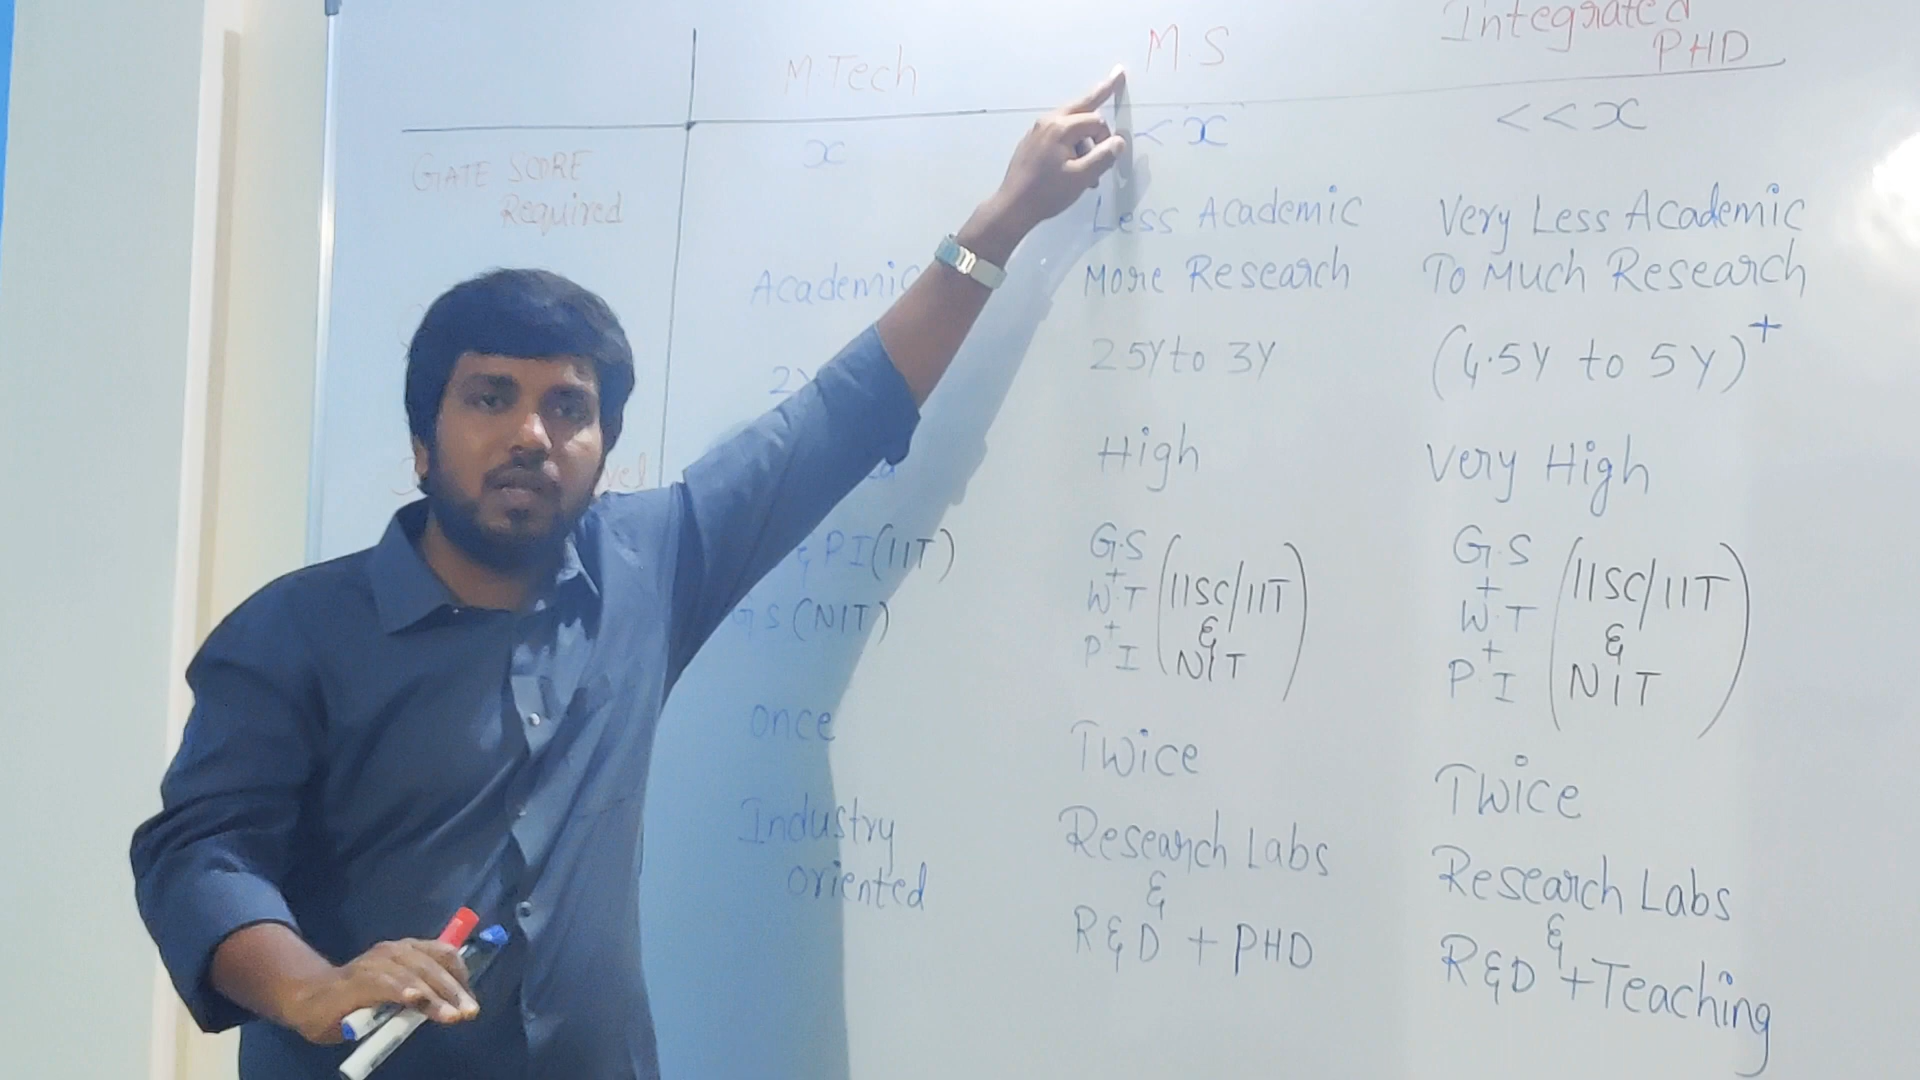 M.Tech
M.S
Integrated
PHD
GATE SCORE
Required
x
< x
<< x
Academic
Less Academic
More Research
Very Less Academic
To Much Research
2Y
2.5Y to 3Y
(4.5Y to 5Y)+
High
Very High
& PI (IIT)
GS (NIT)
G.S
+
W.T
+
P.I
(IISC/IIT
&
NIT)
G.S
+
W.T
+
P.I
(IISC/IIT
&
NIT)
Once
Twice
Twice
Industry
oriented
Research Labs
&
R&D + PHD
Research Labs
&
R&D + Teaching